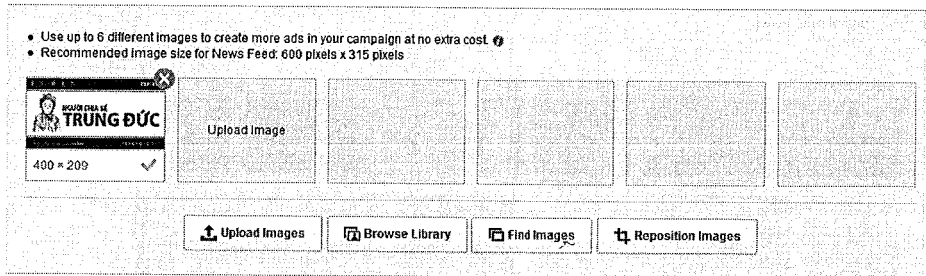 • Use up to 6 different images to create more ads in your campaign at no extra cost.
• Recommended image size for News Feed: 600 pixels x 315 pixels
NGƯỜI CHIA SẺ
TRUNG ĐỨC
400 × 209
Upload Image
Upload Images
Browse Library
Find Images
Reposition Images